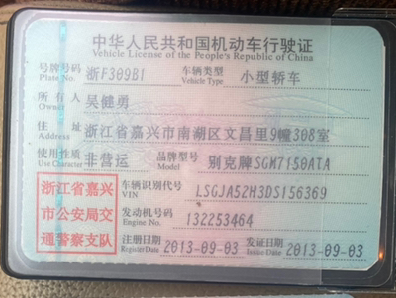 中华人民共和国机动车行驶证
Vehicle License of the People's Republic of China
号牌号码 浙F309B1 车辆类型 小型轿车
Plate No. Vehicle Type
所有人 吴健勇
Owner
住址 浙江省嘉兴市南湖区文昌里9幢308室
Address
使用性质 非营运 品牌型号 别克牌SGM7150ATA
Use Character Model
浙江省嘉兴
市公安局交
通警察支队
车辆识别代号 LSGJA52H3DS156369
VIN
发动机号码 132253464
Engine No.
注册日期 2013-09-03 发证日期 2013-09-03
Register Date Issue Date